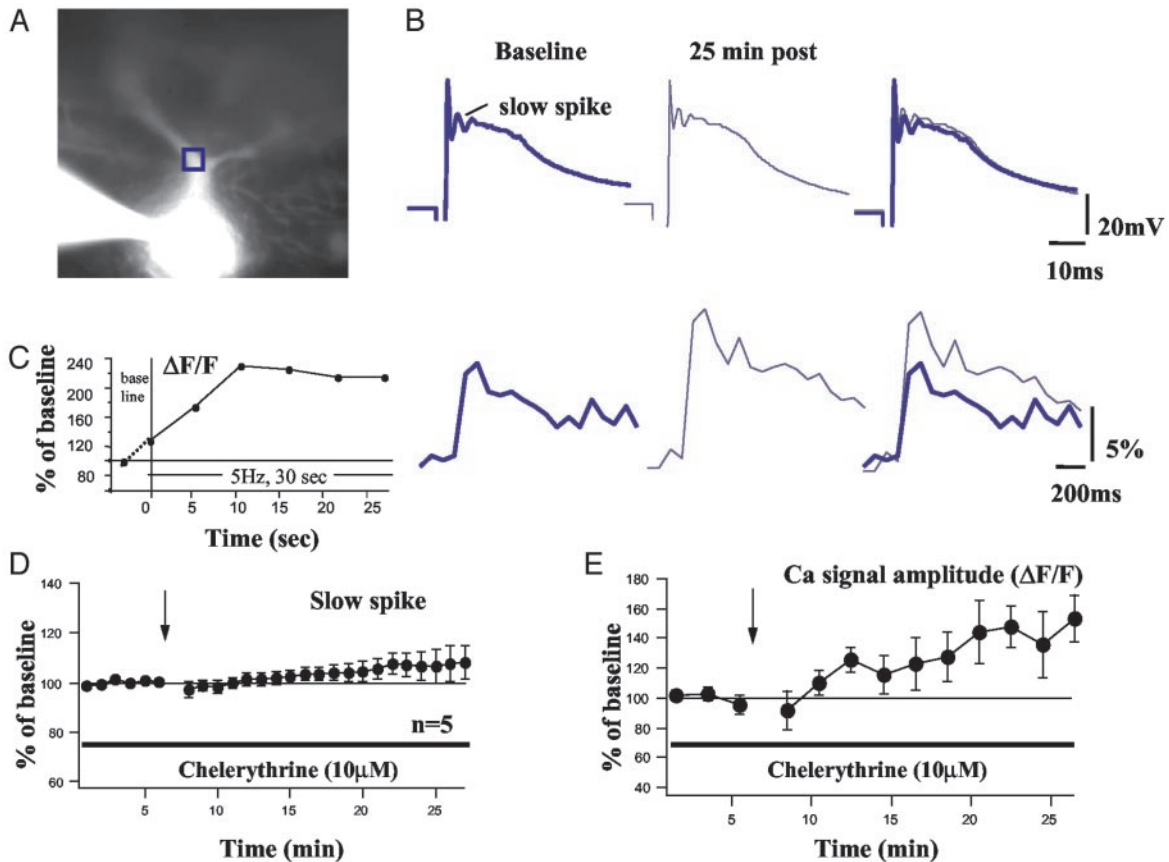 A
B
Baseline
25 min post
slow spike
20mV
10ms
C
% of baseline
240
200
160
120
80
base
line
ΔF/F
5Hz, 30 sec
0 5 10 15 20 25
Time (sec)
5%
200ms
D
% of baseline
140
120
100
80
60
Slow spike
n=5
Chelerythrine (10μM)
5 10 15 20 25
Time (min)
E
% of baseline
180
160
140
120
100
80
60
40
Ca signal amplitude (ΔF/F)
Chelerythrine (10μM)
5 10 15 20 25
Time (min)